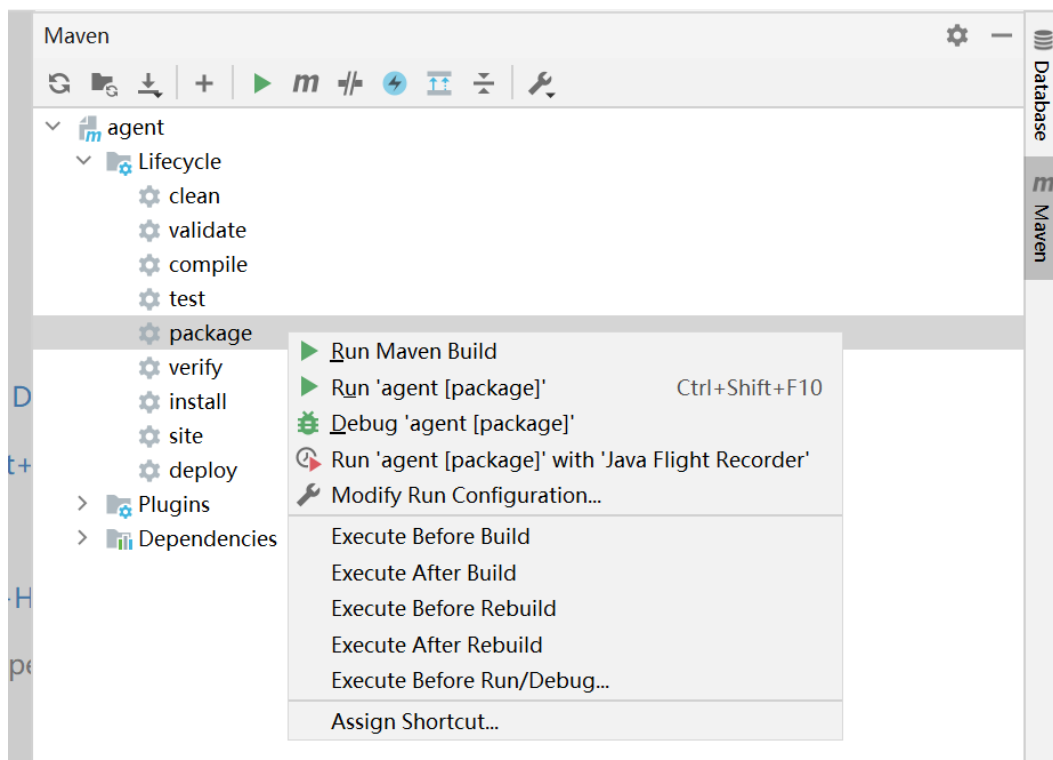 Maven
agent
Lifecycle
clean
validate
compile
test
package
verify
install
site
deploy
Plugins
Dependencies
Run Maven Build
Run 'agent [package]' Ctrl+Shift+F10
Debug 'agent [package]'
Run 'agent [package]' with 'Java Flight Recorder'
Modify Run Configuration...
Execute Before Build
Execute After Build
Execute Before Rebuild
Execute After Rebuild
Execute Before Run/Debug...
Assign Shortcut...
Database
m Maven
D
t+
-H